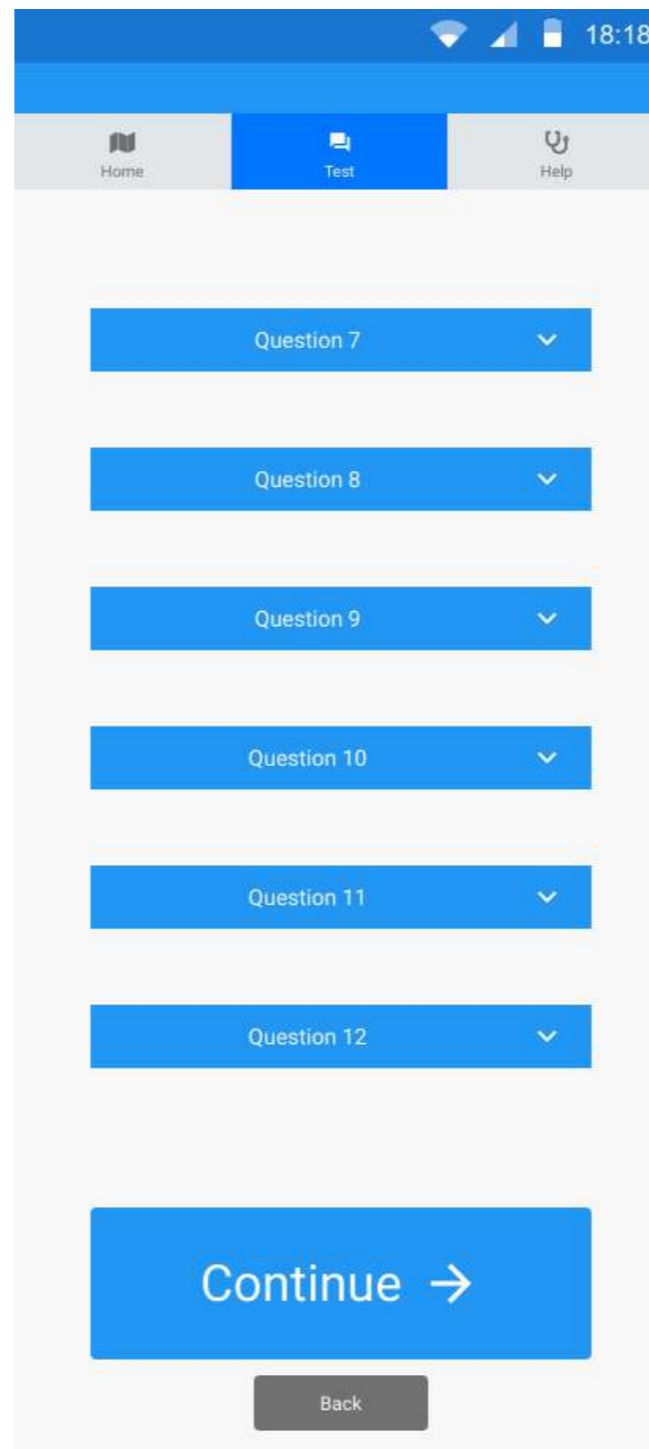 18:18
Home Test Help
Question 7
Question 8
Question 9
Question 10
Question 11
Question 12
Continue →
Back